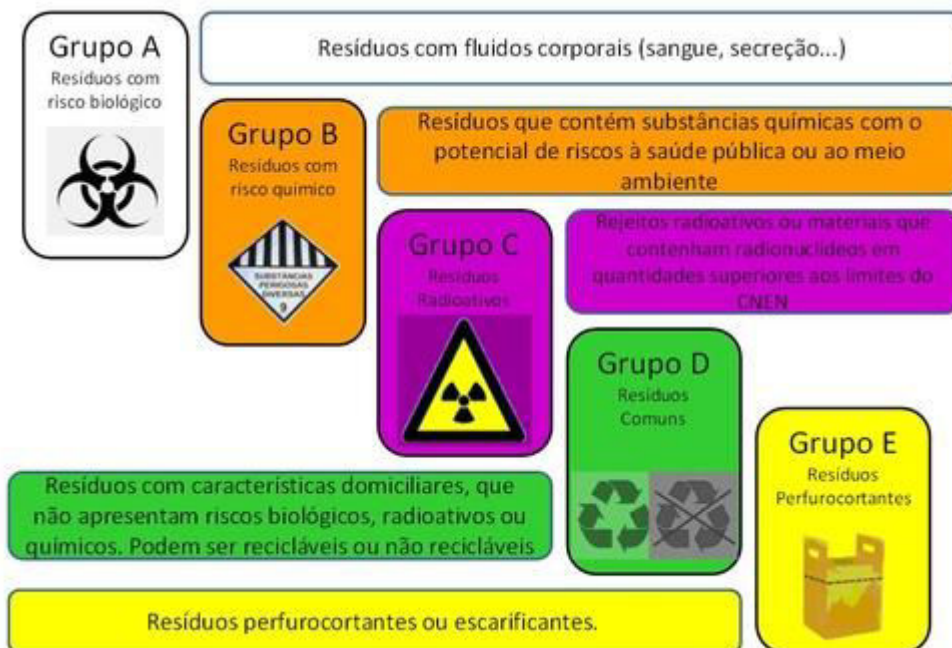 Grupo A
Resíduos com
risco biológico
Resíduos com fluidos corporais (sangue, secreção...)
Grupo B
Resíduos com
risco químico
SUBSTÂNCIAS
PERIGOSAS
DIVERSAS
9
Resíduos que contém substâncias químicas com o
potencial de riscos à saúde pública ou ao meio
ambiente
Grupo C
Resíduos
Radioativos
Rejeitos radioativos ou materiais que
contenham radionuclídeos em
quantidades superiores aos limites do
CNEN
Grupo D
Resíduos
Comuns
Resíduos com características domiciliares, que
não apresentam riscos biológicos, radioativos ou
químicos. Podem ser recicláveis ou não recicláveis
Grupo E
Resíduos
Perfurocortantes
Resíduos perfurocortantes ou escarificantes.